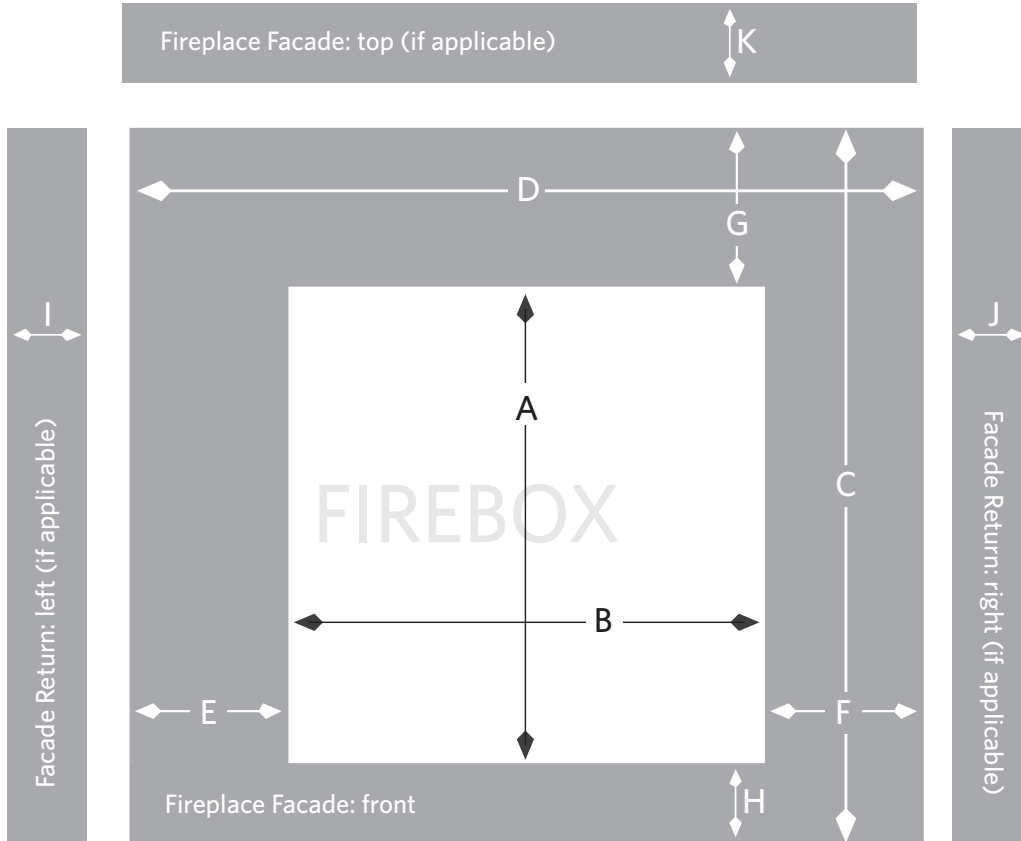 Fireplace Facade: top (if applicable)
K
D
G
I
J
A
C
FIREBOX
B
E
F
Facade Return: left (if applicable)
Facade Return: right (if applicable)
Fireplace Facade: front
H